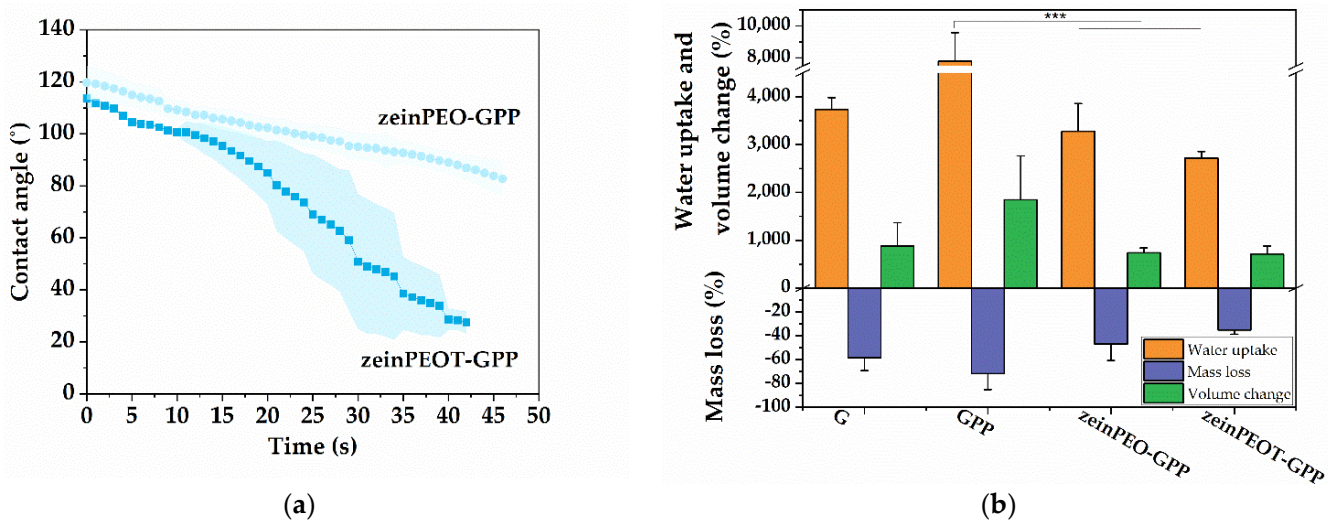 140
120
100
80
60
40
20
0
Contact angle (°)
zeinPEO-GPP
zeinPEOT-GPP
0 5 10 15 20 25 30 35 40 45 50
Time (s)
(a)
10,000
8,000
4,000
3,000
2,000
1,000
0
-20
-40
-60
-80
-100
Water uptake and
volume change (%)
Mass loss (%)
***
Water uptake
Mass loss
Volume change
G
GPP
zeinPEO-GPP
zeinPEOT-GPP
(b)